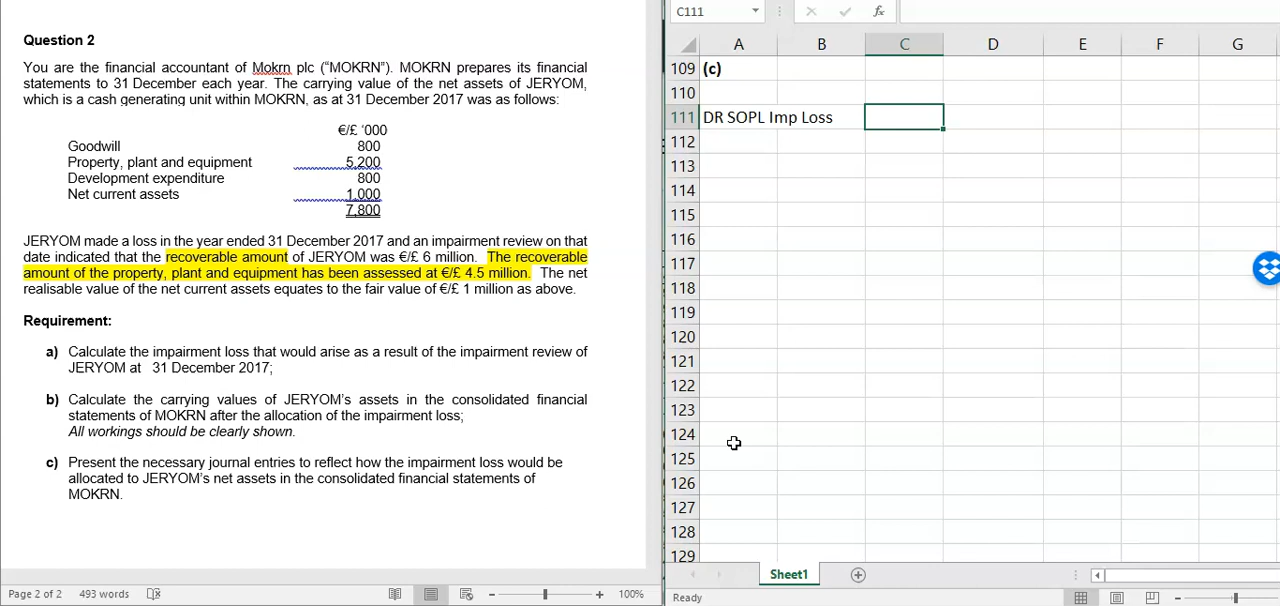 Question 2
You are the financial accountant of Mokrn plc (“MOKRN”). MOKRN prepares its financial
statements to 31 December each year. The carrying value of the net assets of JERYOM,
which is a cash generating unit within MOKRN, as at 31 December 2017 was as follows:
€/£ ‘000
Goodwill 800
Property, plant and equipment 5,200
Development expenditure 800
Net current assets 1,000
7,800
JERYOM made a loss in the year ended 31 December 2017 and an impairment review on that
date indicated that the recoverable amount of JERYOM was €/£ 6 million. The recoverable
amount of the property, plant and equipment has been assessed at €/£ 4.5 million. The net
realisable value of the net current assets equates to the fair value of €/£ 1 million as above.
Requirement:
a) Calculate the impairment loss that would arise as a result of the impairment review of
JERYOM at 31 December 2017;
b) Calculate the carrying values of JERYOM’s assets in the consolidated financial
statements of MOKRN after the allocation of the impairment loss;
All workings should be clearly shown.
c) Present the necessary journal entries to reflect how the impairment loss would be
allocated to JERYOM’s net assets in the consolidated financial statements of
MOKRN.
Page 2 of 2 493 words 100%
C111 fx
A B C D E F G
109 (c)
110
111 DR SOPL Imp Loss
112
113
114
115
116
117
118
119
120
121
122
123
124
125
126
127
128
129
Sheet1
Ready